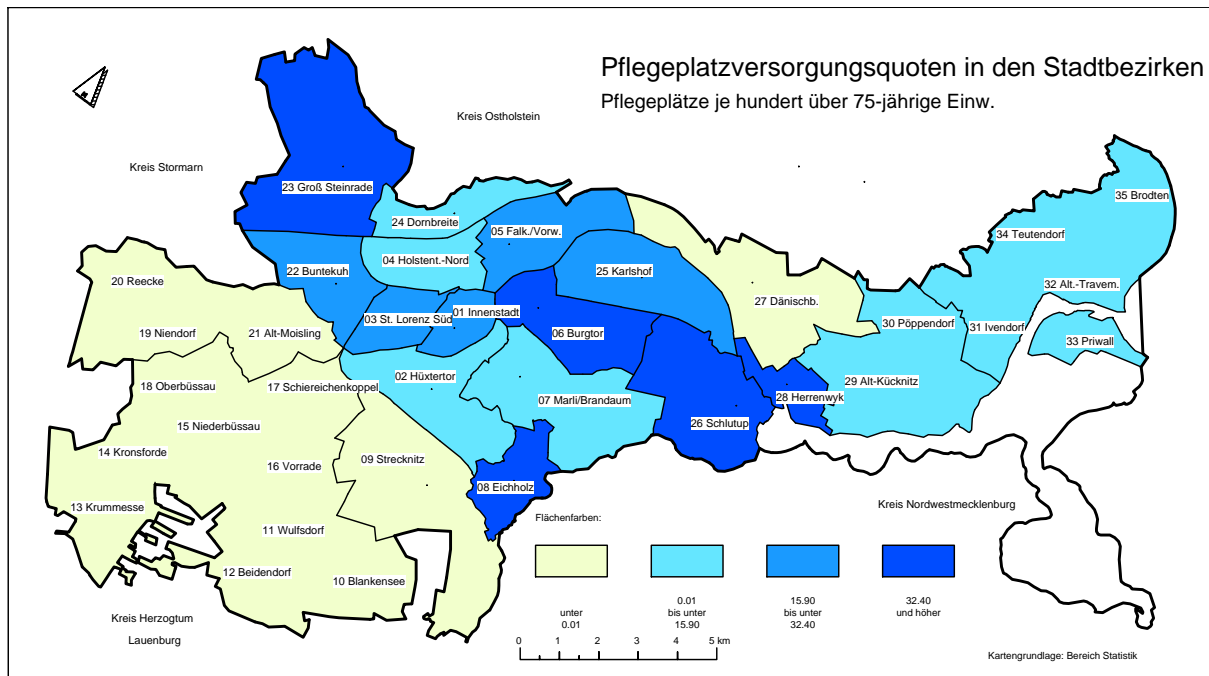 Pflegeplatzversorgungsquoten in den Stadtbezirken
Pflegeplätze je hundert über 75-jährige Einw.
Kreis Ostholstein
Kreis Stormarn
23 Groß Steinrade
35 Brodten
24 Dornbreite
05 Falk./Vorw.
34 Teutendorf
04 Holstent.-Nord
22 Buntekuh
25 Karlshof
20 Reecke
32 Alt.-Travem.
27 Dänischb.
01 Innenstadt
03 St. Lorenz Süd
30 Pöppendorf
31 Ivendorf
19 Niendorf
21 Alt-Moisling
06 Burgtor
33 Priwall
02 Hüxtertor
29 Alt-Kücknitz
18 Oberbüssau
17 Schiereichenkoppel
07 Marli/Brandaum
28 Herrenwyk
26 Schlutup
15 Niederbüssau
14 Kronsforde
09 Strecknitz
16 Vorrade
08 Eichholz
13 Krummesse
Kreis Nordwestmecklenburg
Flächenfarben:
11 Wulfsdorf
12 Beidendorf
10 Blankensee
unter
0.01
0.01
bis unter
15.90
15.90
bis unter
32.40
32.40
und höher
Kreis Herzogtum
Lauenburg
0 1 2 3 4 5 km
Kartengrundlage: Bereich Statistik